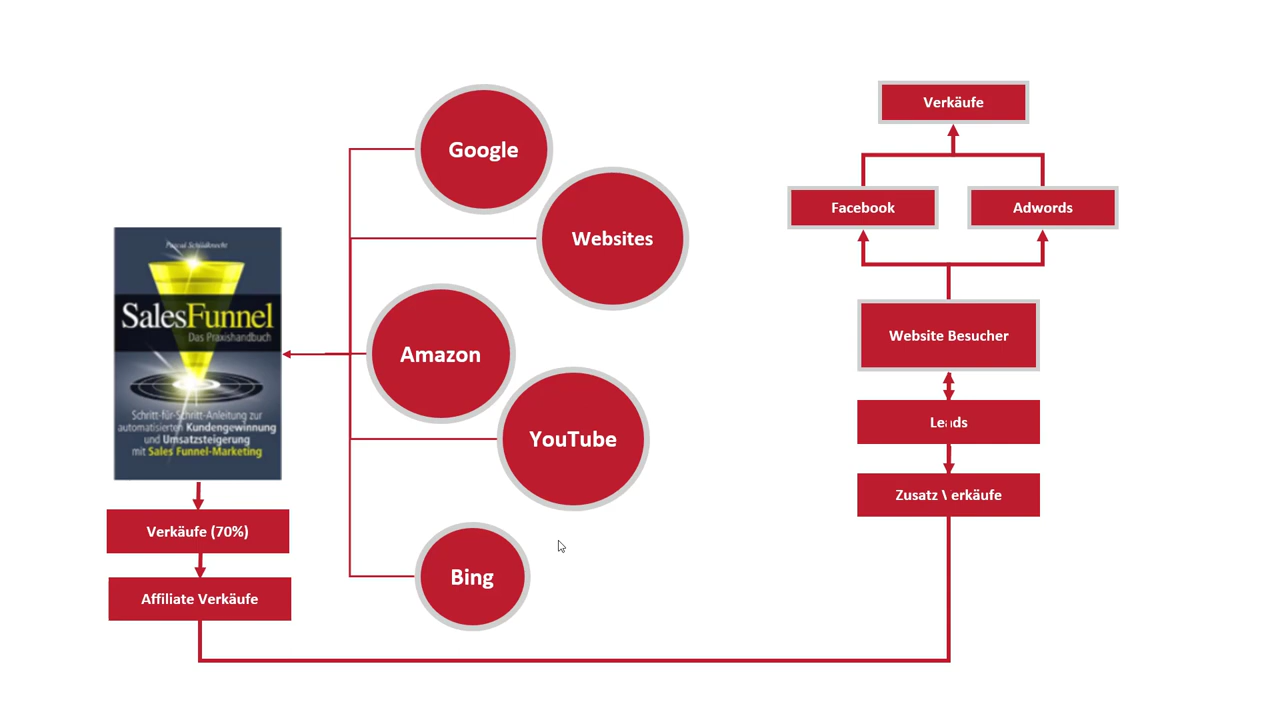 Google
Websites
Amazon
YouTube
Bing
Pascal Schildknecht
SalesFunnel
Das Praxishandbuch
Schritt-für-Schritt-Anleitung zur
automatisierten Kundengewinnung
und Umsatzsteigerung
mit Sales Funnel-Marketing
Verkäufe (70%)
Affiliate Verkäufe
Verkäufe
Facebook
Adwords
Website Besucher
Leads
Zusatz Verkäufe